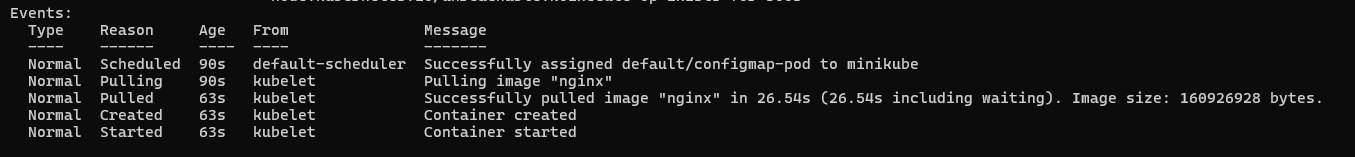 Events:
Type Reason Age From Message
---- ------ ---- ---- -------
Normal Scheduled 90s default-scheduler Successfully assigned default/configmap-pod to minikube
Normal Pulling 90s kubelet Pulling image "nginx"
Normal Pulled 63s kubelet Successfully pulled image "nginx" in 26.54s (26.54s including waiting). Image size: 160926928 bytes.
Normal Created 63s kubelet Container created
Normal Started 63s kubelet Container started